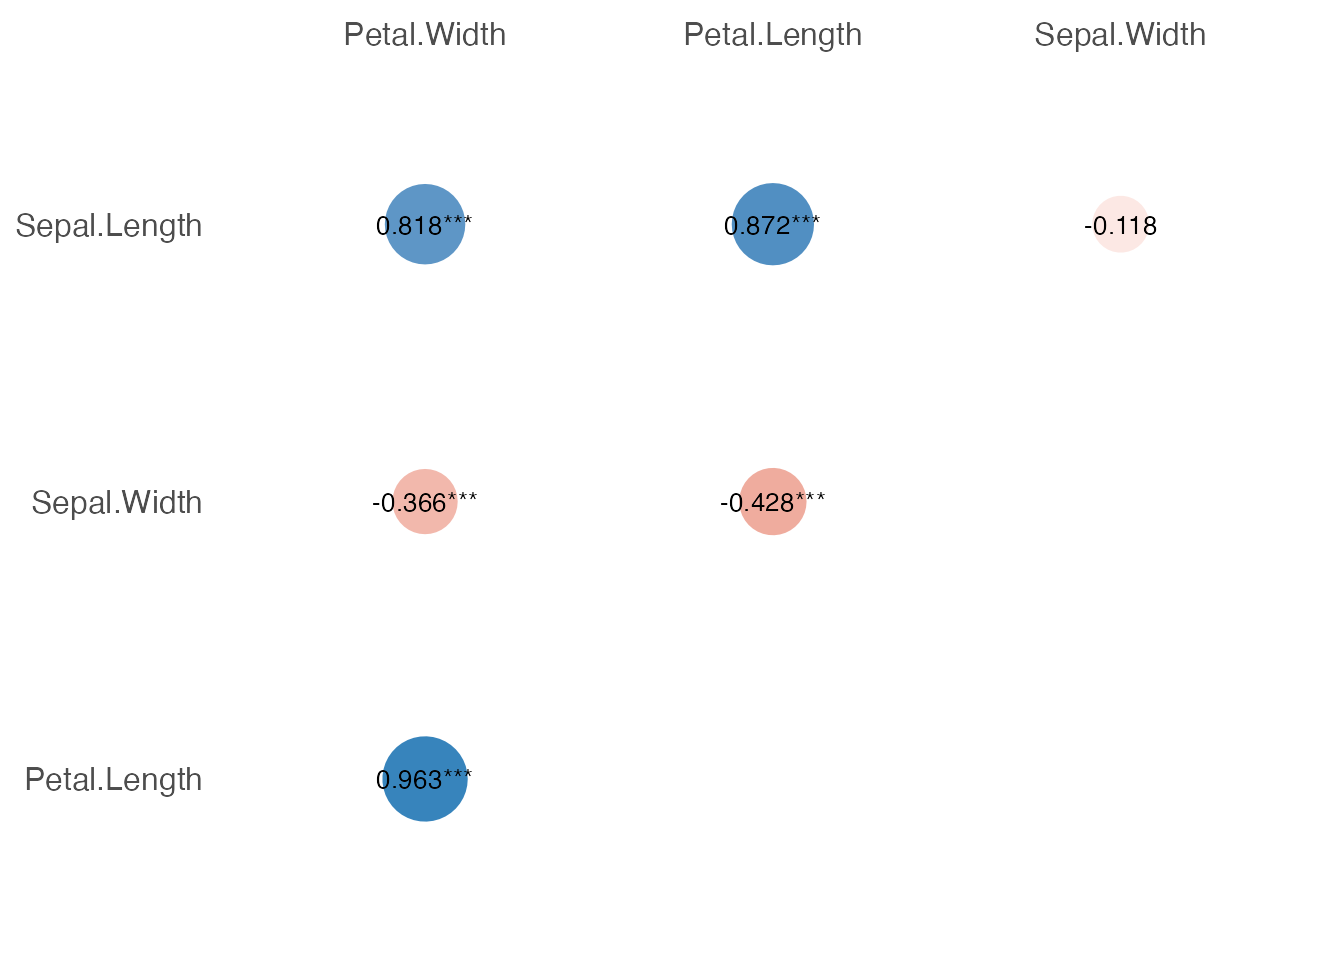 Petal.Width Petal.Length Sepal.Width
Sepal.Length 0.818*** 0.872*** -0.118
Sepal.Width -0.366*** -0.428***
Petal.Length 0.963***